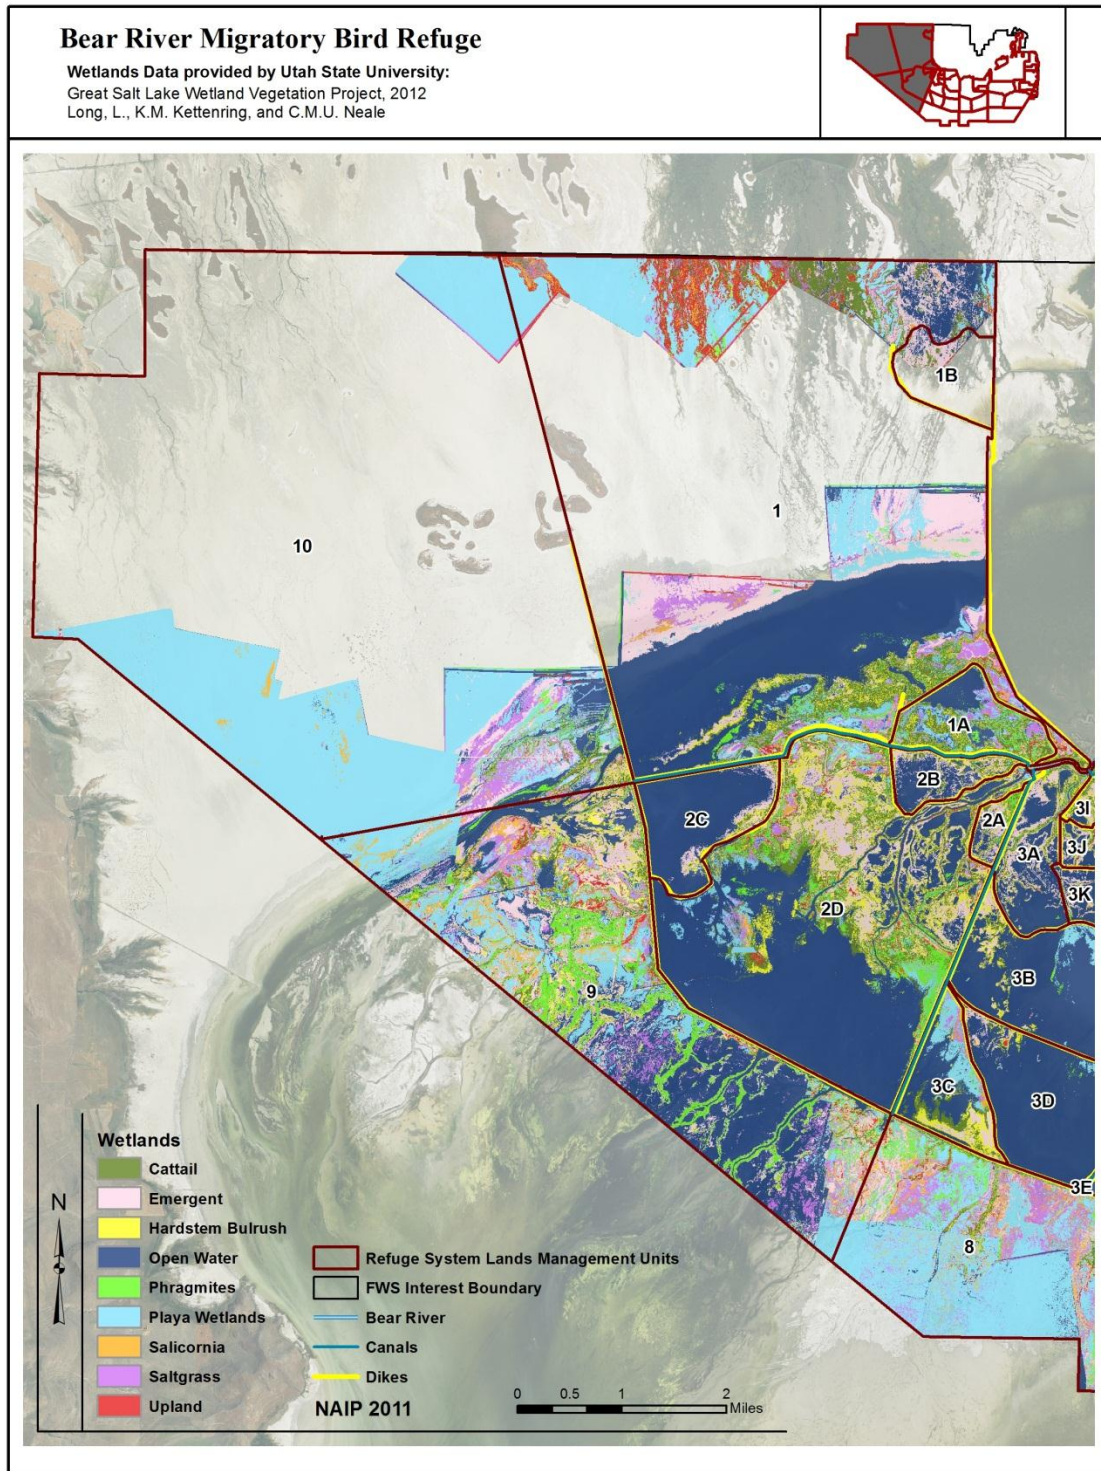 Bear River Migratory Bird Refuge
Wetlands Data provided by Utah State University:
Great Salt Lake Wetland Vegetation Project, 2012
Long, L., K.M. Kettenring, and C.M.U. Neale
1B
1
10
1A
2B
2C
2A
3I
3A
3J
3K
2D
3B
9
3C
3D
3E
8
Wetlands
Cattail
Emergent
Hardstem Bulrush
Open Water
Phragmites
Playa Wetlands
Salicornia
Saltgrass
Upland
N
Refuge System Lands Management Units
FWS Interest Boundary
Bear River
Canals
Dikes
NAIP 2011
0 0.5 1 2
Miles